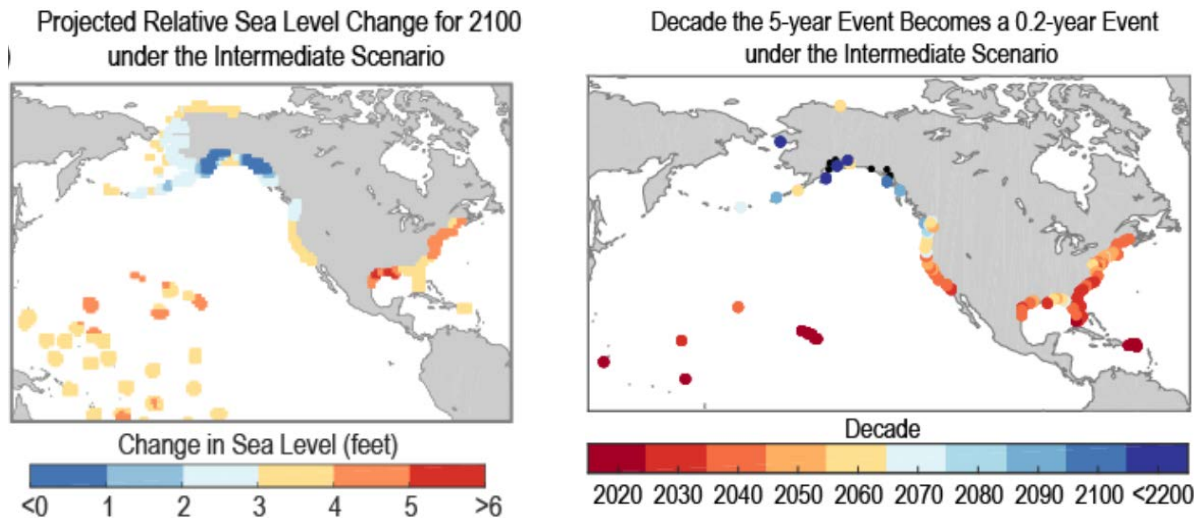 Projected Relative Sea Level Change for 2100
under the Intermediate Scenario
Change in Sea Level (feet)
<0 1 2 3 4 5 >6
Decade the 5-year Event Becomes a 0.2-year Event
under the Intermediate Scenario
Decade
2020 2030 2040 2050 2060 2070 2080 2090 2100 <2200